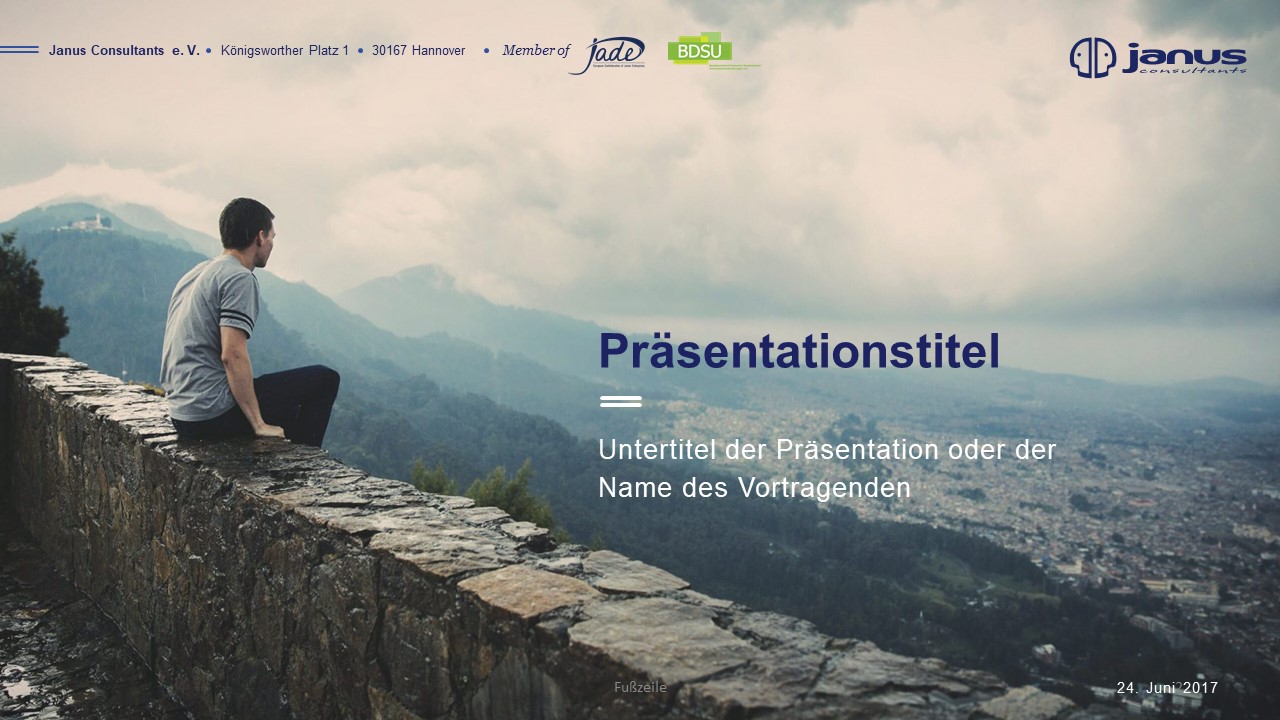 Janus Consultants e. V. • Königsworther Platz 1 • 30167 Hannover • Member of jade BDSU janus
consultants
Präsentationstitel
Untertitel der Präsentation oder der
Name des Vortragenden
Fußzeile
24. Juni 2017